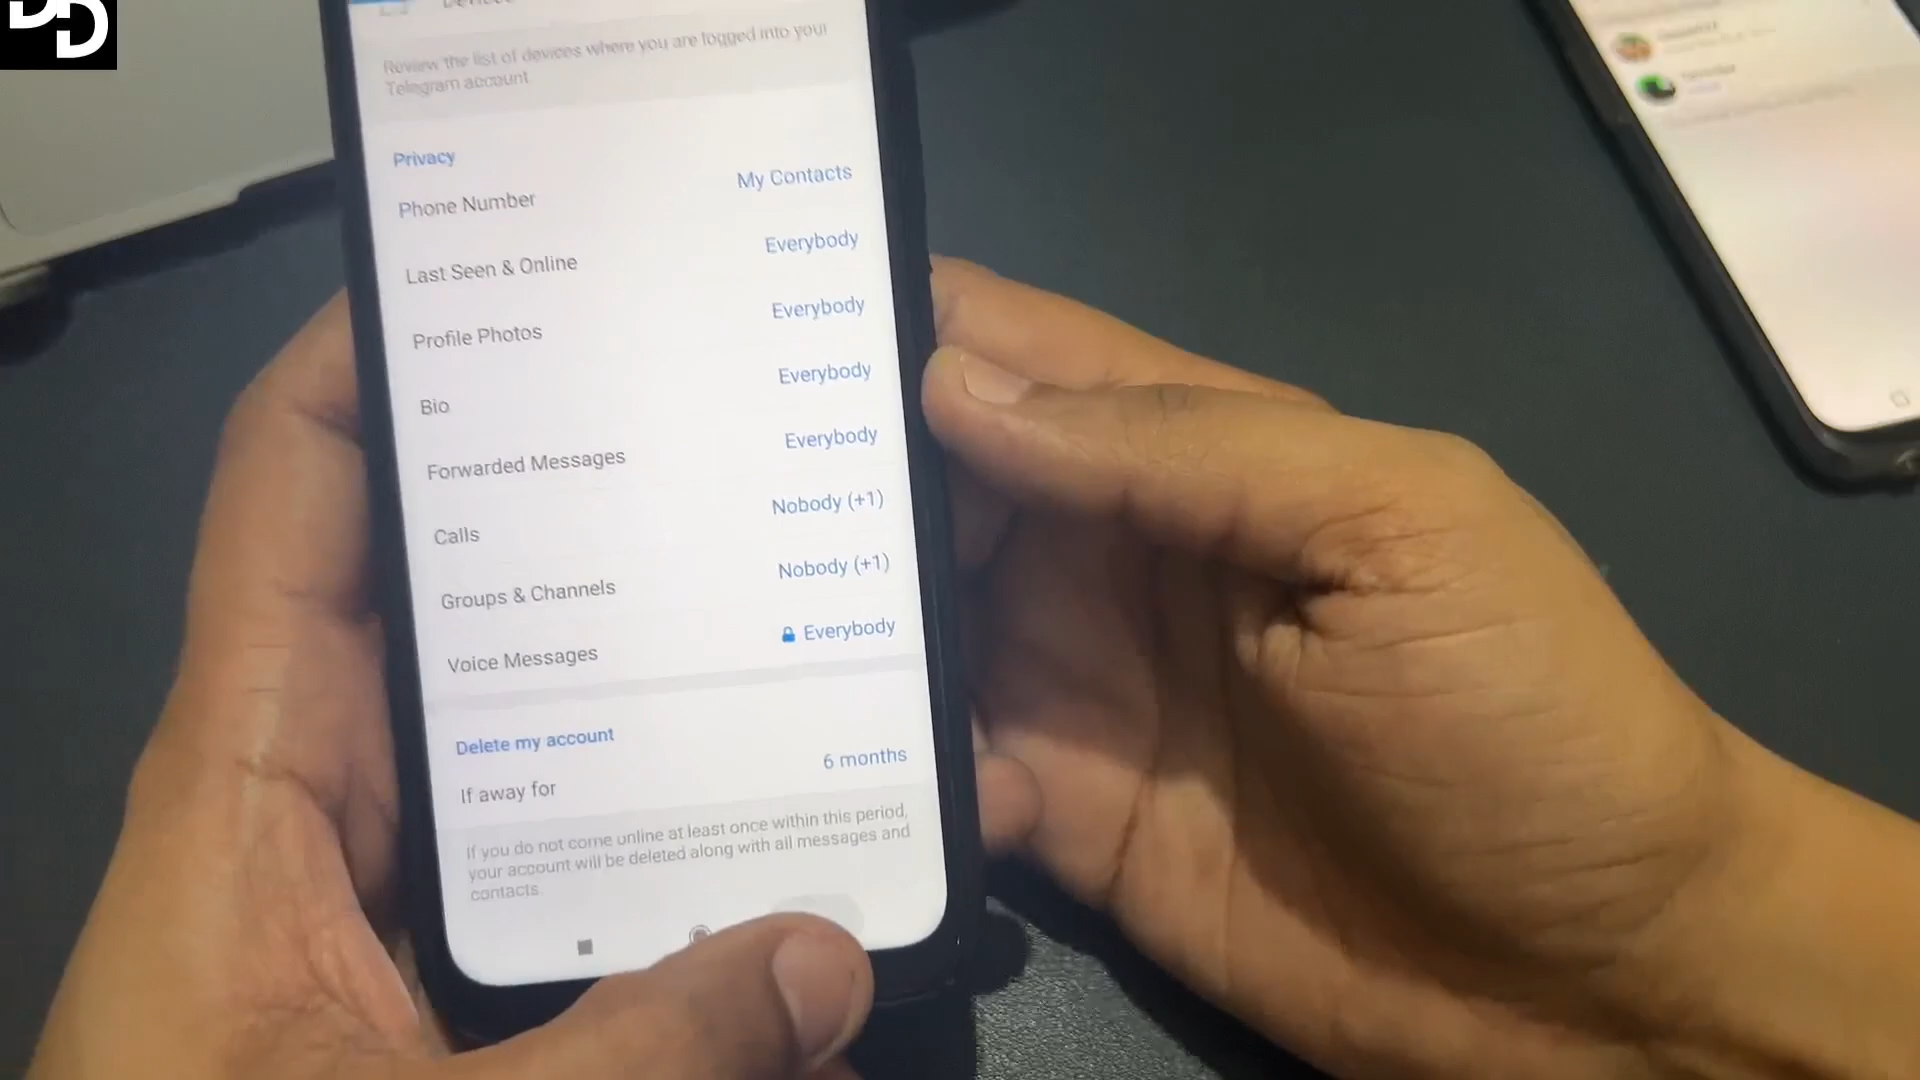 Devices
Review the list of devices where you are logged into your
Telegram account
Privacy
Phone Number My Contacts
Last Seen & Online Everybody
Profile Photos Everybody
Bio Everybody
Forwarded Messages Everybody
Calls Nobody (+1)
Groups & Channels Nobody (+1)
Voice Messages Everybody
Delete my account
If away for 6 months
If you do not come online at least once within this period,
your account will be deleted along with all messages and
contacts.